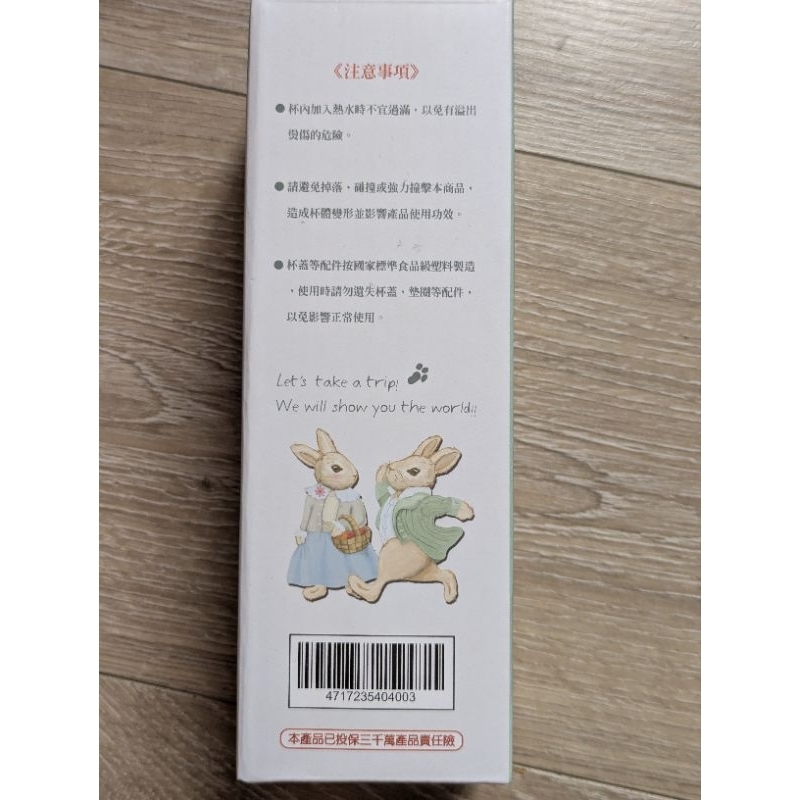 《注意事項》
●杯內加入熱水時不宜過滿，以免有溢出
燙傷的危險。
●請避免掉落、碰撞或強力撞擊本商品，
造成杯體變形並影響產品使用功效。
●杯蓋等配件按國家標準食品級塑料製造
，使用時請勿遺失杯蓋、墊圈等配件，
以免影響正常使用。
Let's take a trip!
We will show you the world!!
4717235404003
本產品已投保三千萬產品責任險